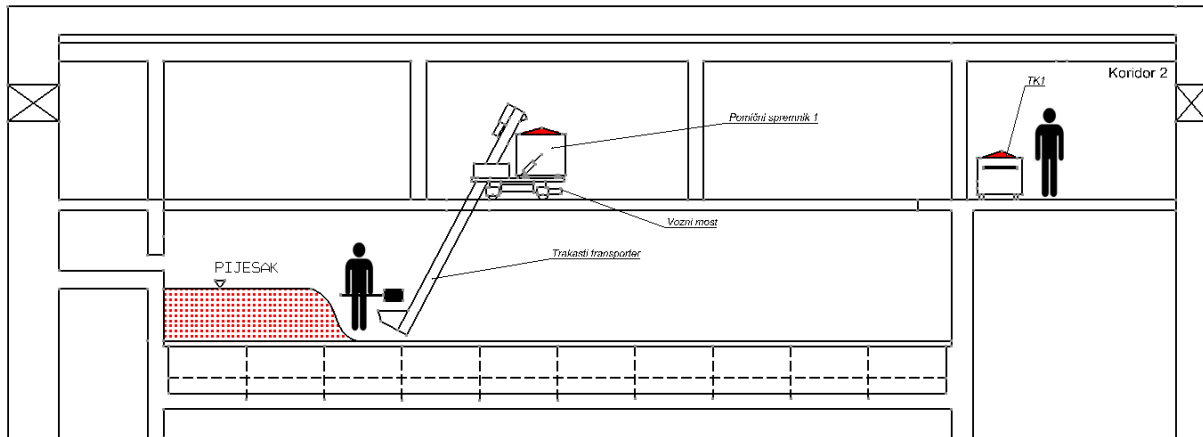 Koridor 2
TK1
Pomični spremnik 1
Vozni most
Trakasti transporter
PIJESAK